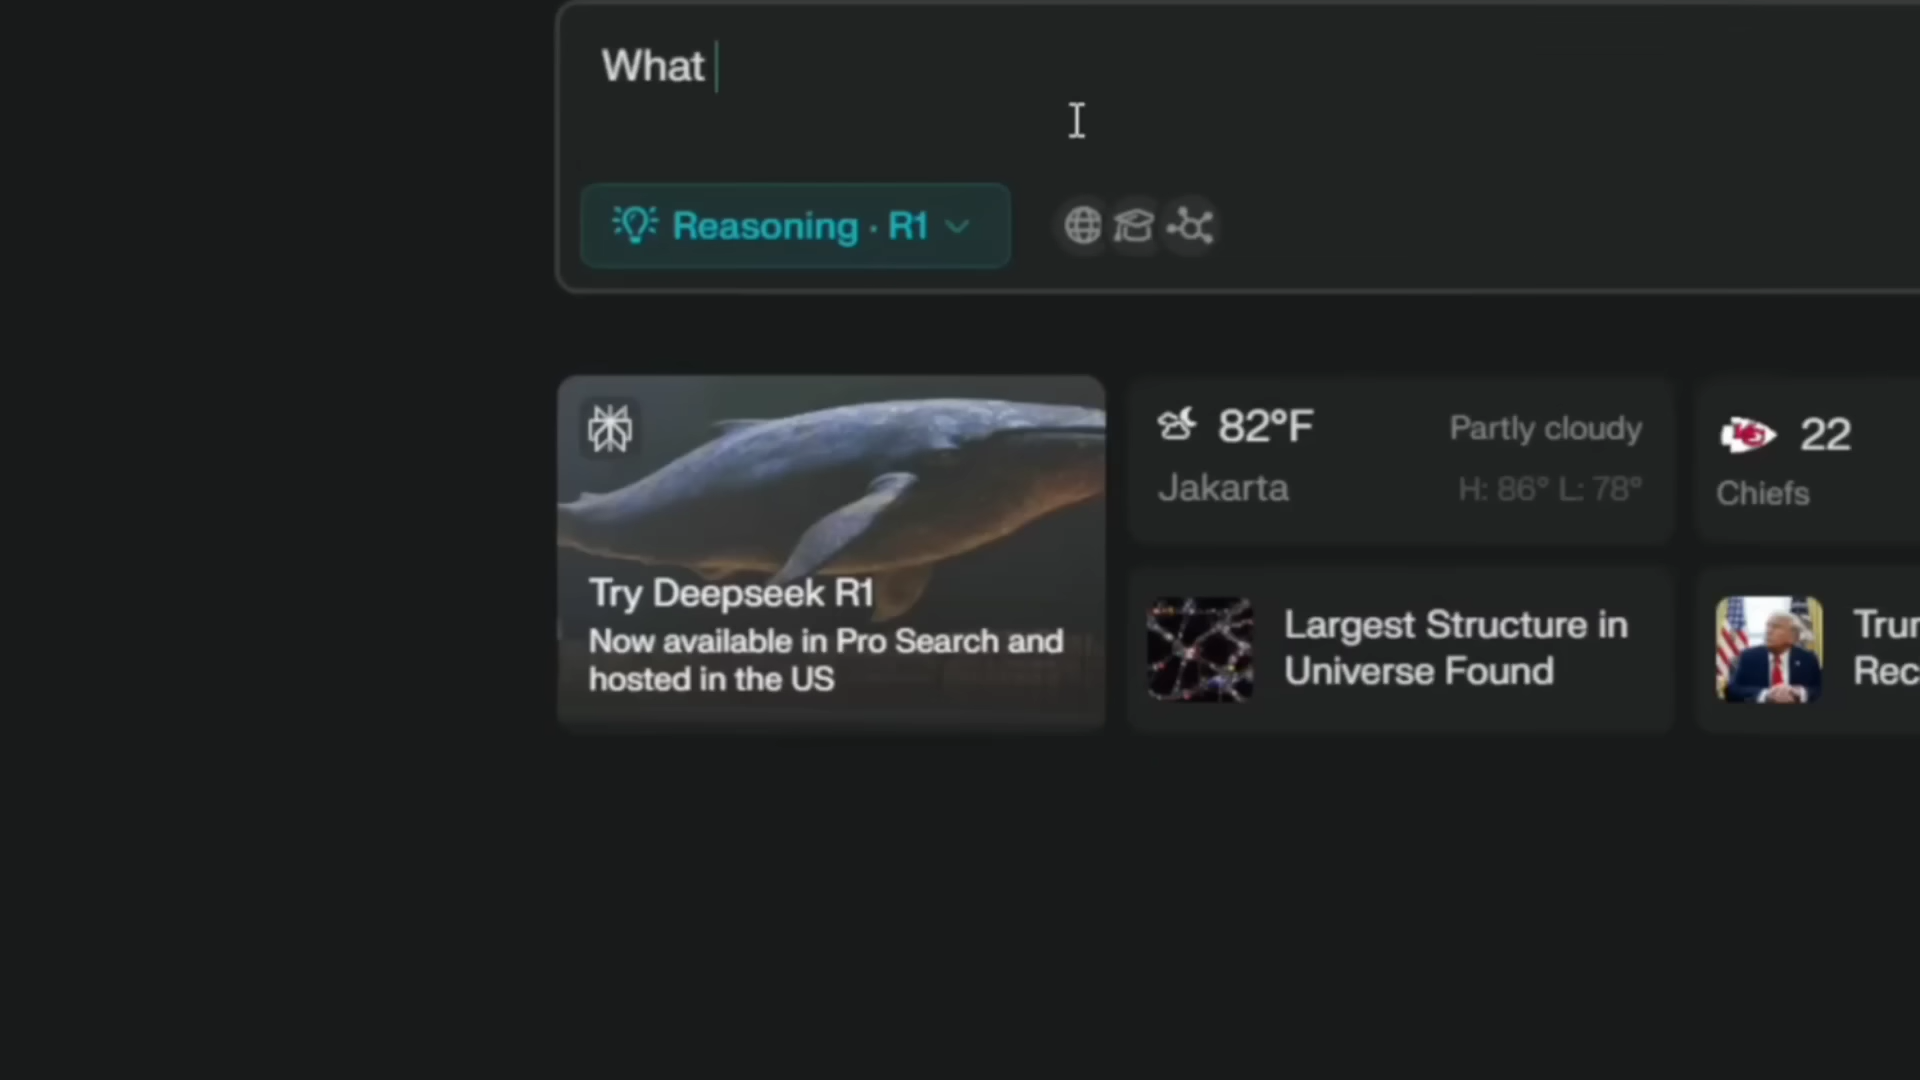 What
Reasoning · R1
Try Deepseek R1
Now available in Pro Search and
hosted in the US
82°F
Partly cloudy
Jakarta
H: 86° L: 78°
22
Chiefs
Largest Structure in
Universe Found